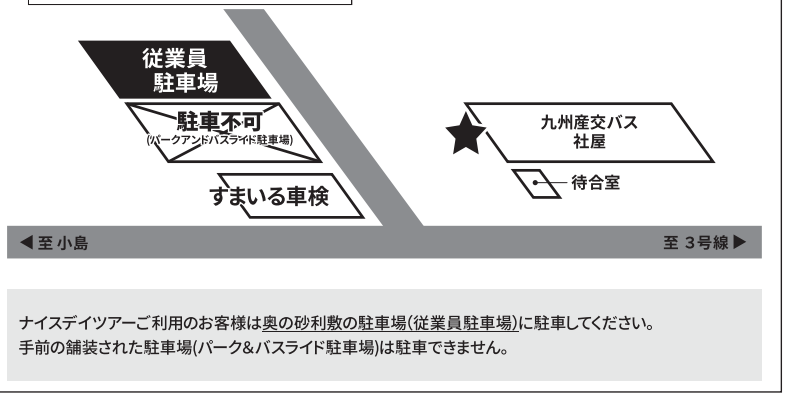 従業員
駐車場
駐車不可
(パークアンドバスライド駐車場)
すまいる車検
九州産交バス
社屋
待合室
◀至 小島
至 3号線▶
ナイスデイツアーご利用のお客様は奥の砂利敷の駐車場(従業員駐車場)に駐車してください。
手前の舗装された駐車場(パーク&バスライド駐車場)は駐車できません。